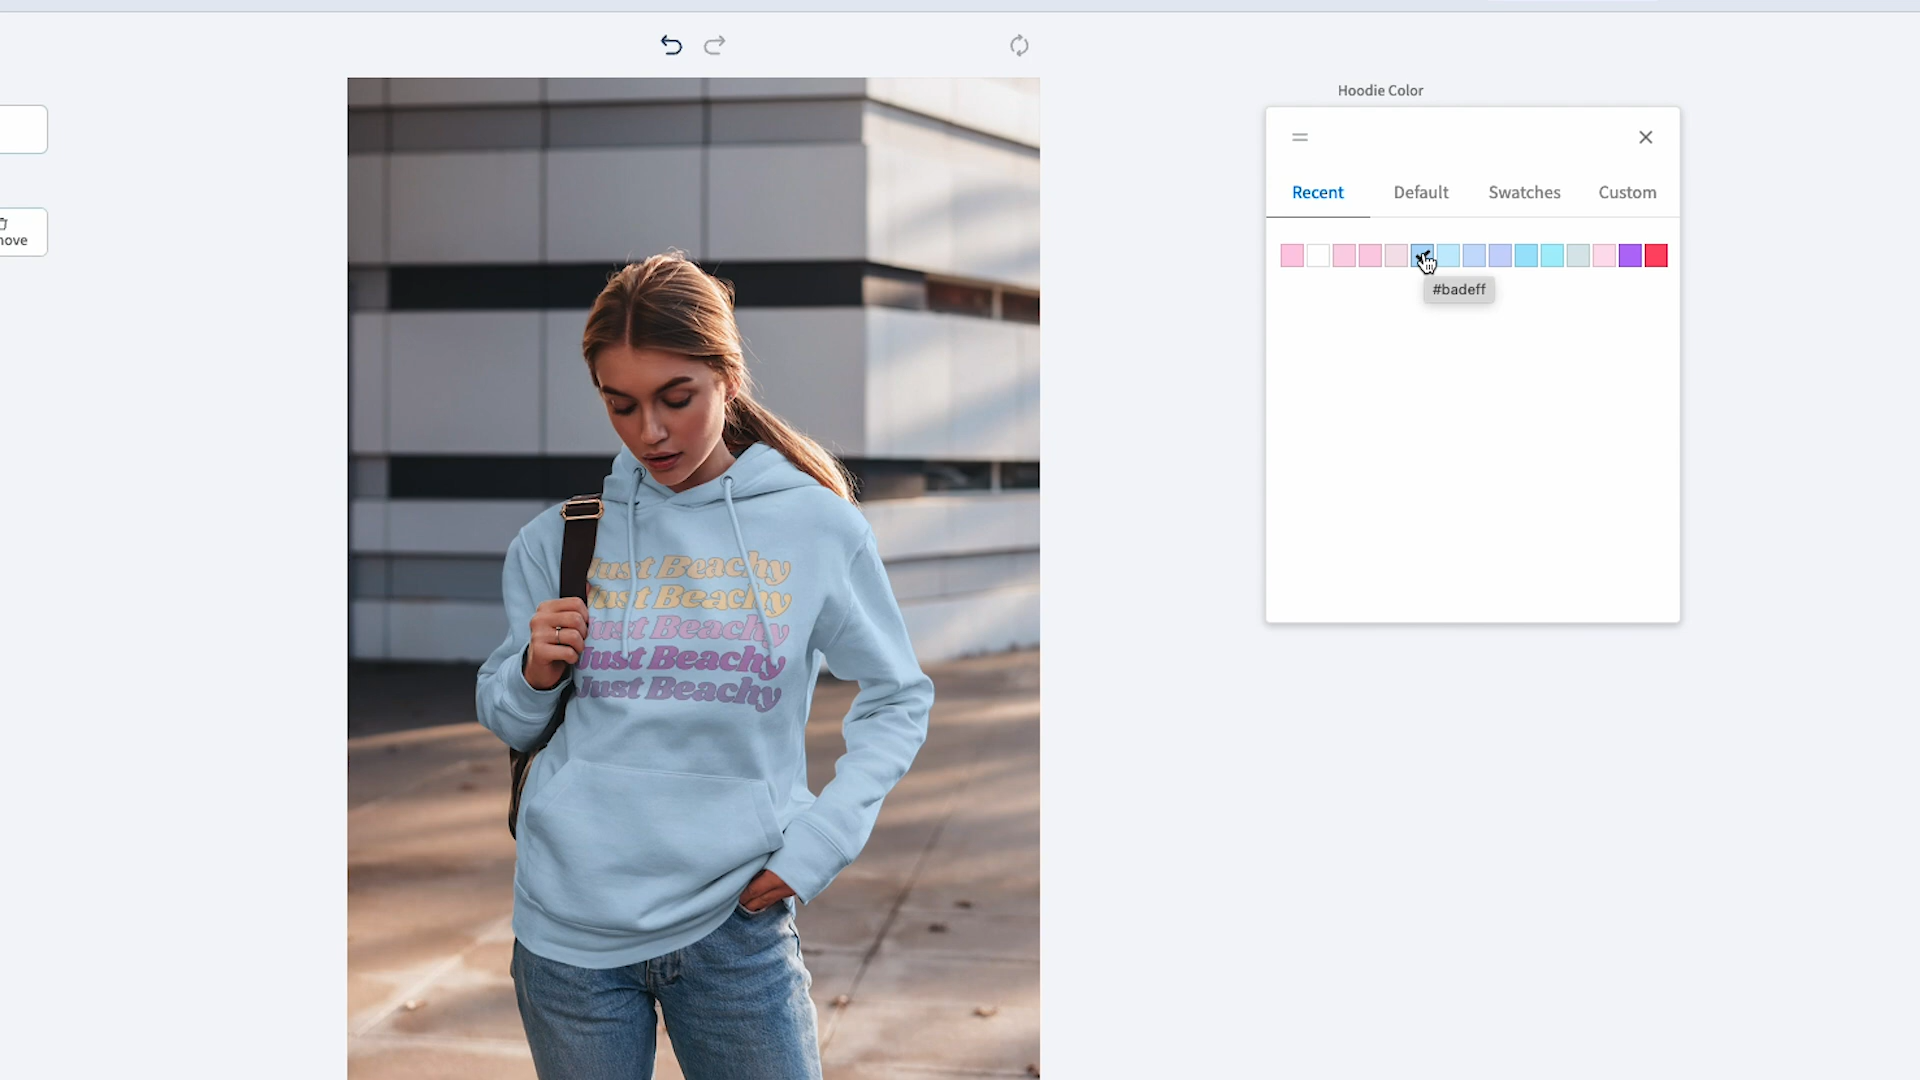 Hoodie Color
Recent
Default
Swatches
Custom
#badeff
Just Beachy
Just Beachy
Just Beachy
Just Beachy
Just Beachy